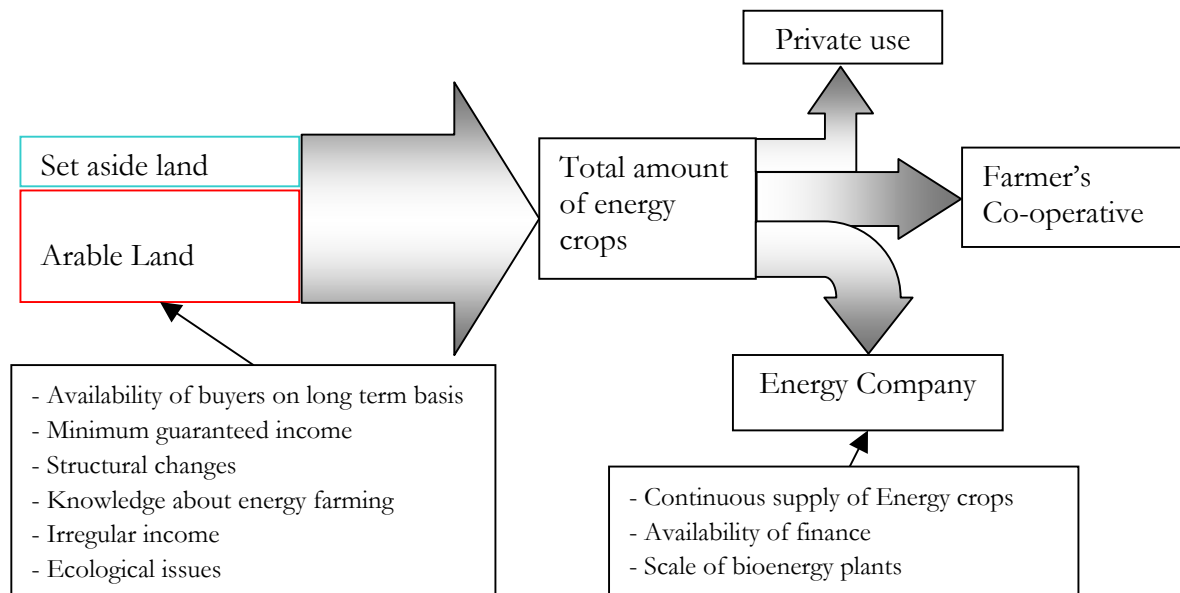 Private use
Set aside land
Arable Land
Total amount
of energy
crops
Farmer's
Co-operative
Energy Company
- Availability of buyers on long term basis
- Minimum guaranteed income
- Structural changes
- Knowledge about energy farming
- Irregular income
- Ecological issues
- Continuous supply of Energy crops
- Availability of finance
- Scale of bioenergy plants